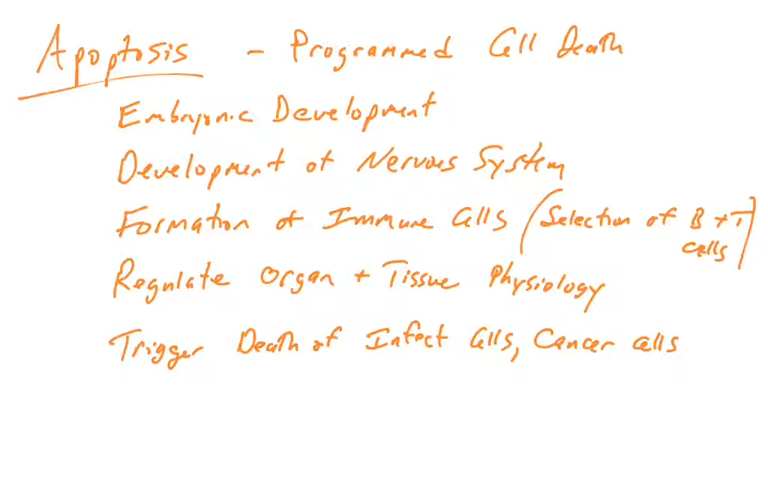 Apoptosis - Programmed Cell Death
Embryonic Development
Development of Nervous System
Formation of Immune Cells (Selection of B + T cells)
Regulate Organ + Tissue Physiology
Trigger Death of Infect Cells, Cancer cells